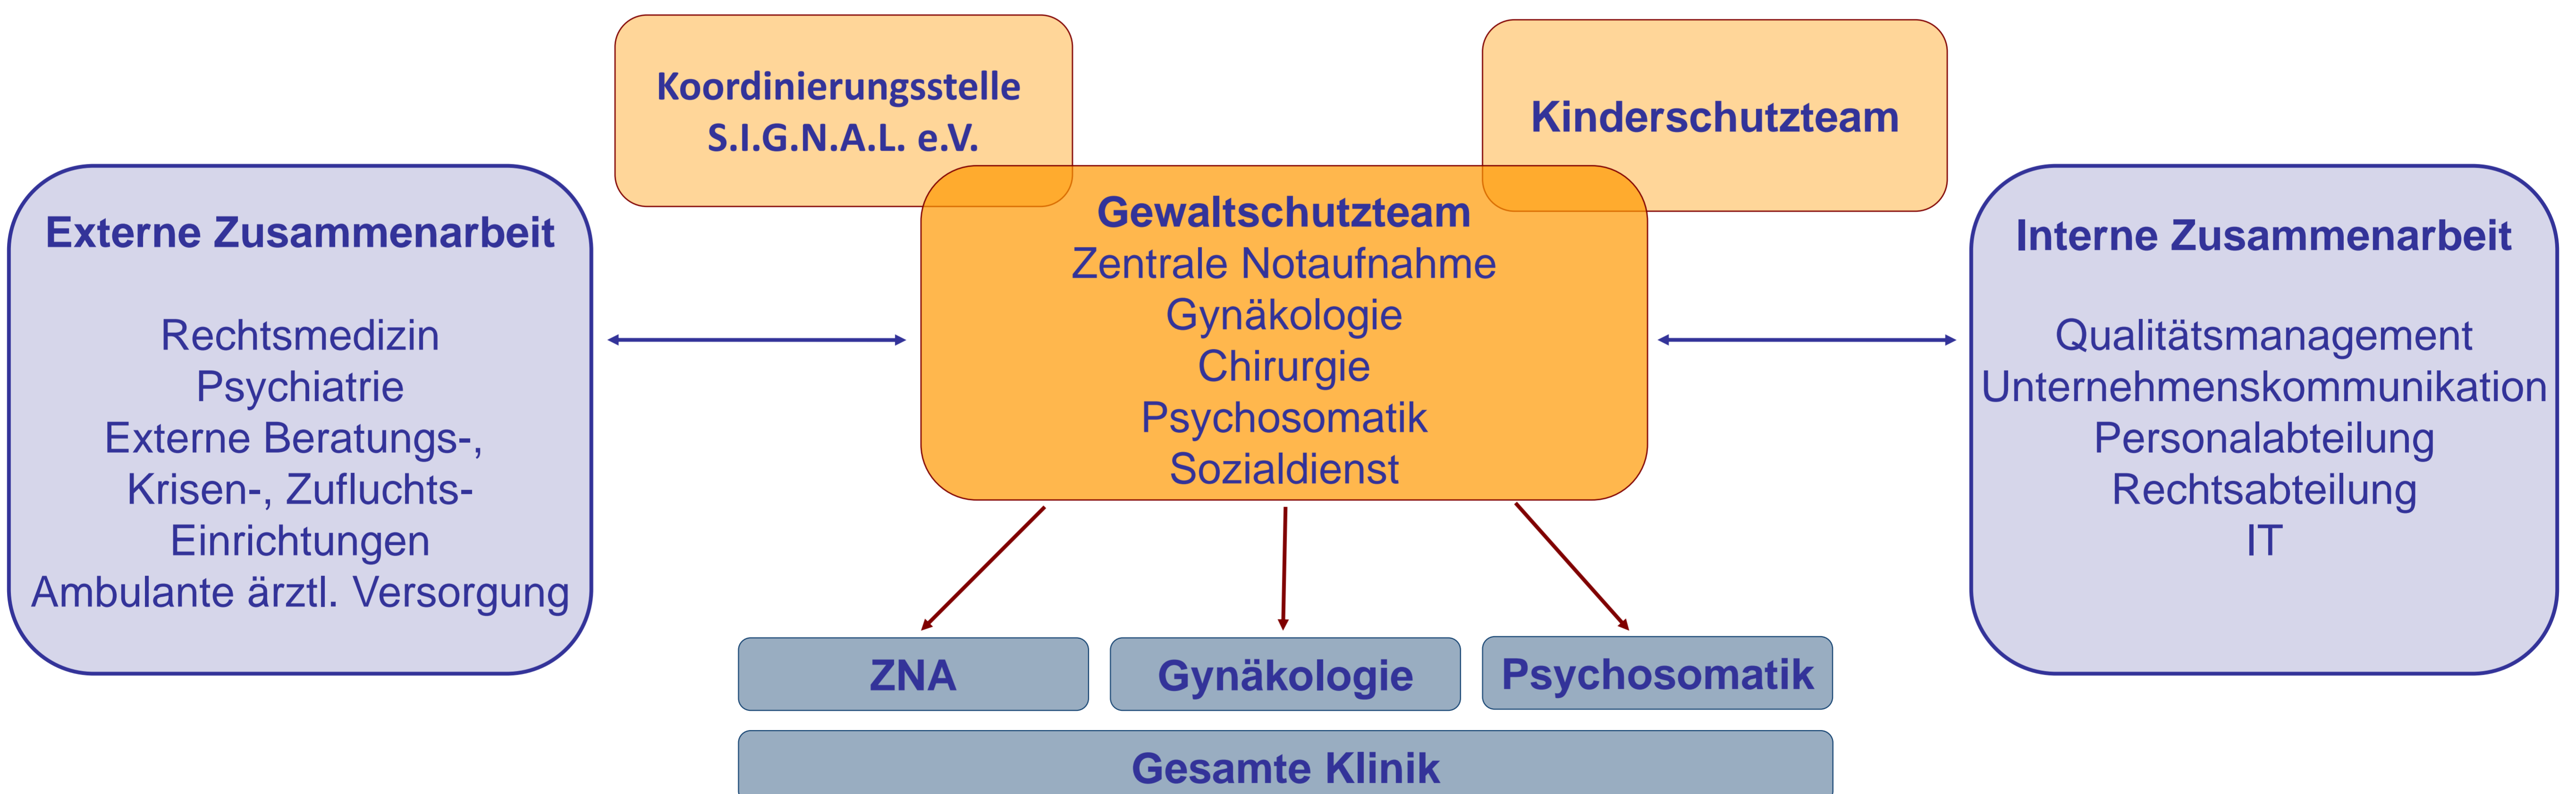 Koordinierungsstelle
S.I.G.N.A.L. e.V.
Kinderschutzteam
Externe Zusammenarbeit
Rechtsmedizin
Psychiatrie
Externe Beratungs-,
Krisen-, Zufluchts-
Einrichtungen
Ambulante ärztl. Versorgung
Gewaltschutzteam
Zentrale Notaufnahme
Gynäkologie
Chirurgie
Psychosomatik
Sozialdienst
Interne Zusammenarbeit
Qualitätsmanagement
Unternehmenskommunikation
Personalabteilung
Rechtsabteilung
IT
ZNA
Gynäkologie
Psychosomatik
Gesamte Klinik